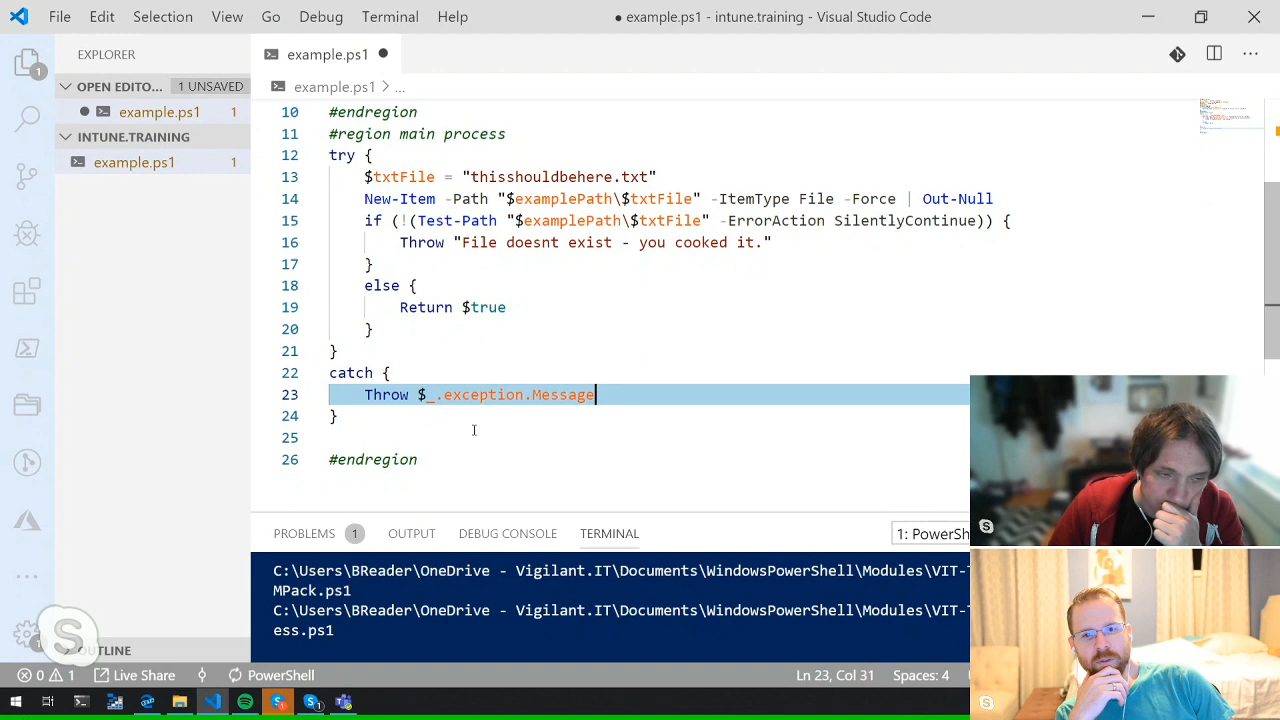 File Edit Selection View Go Debug
● example.ps1 - intune.training - Visual Studio Code
EXPLORER
OPEN EDITO... 1 UNSAVED
example.ps1 1
INTUNE.TRAINING
example.ps1 1
OUTLINE
1
example.ps1
example.ps1 > ...
10 #endregion
11 #region main process
12 try {
13 $txtFile = "thisshouldbehere.txt"
14 New-Item -Path "$examplePath\$txtFile" -ItemType File -Force | Out-Null
15 if (!(Test-Path "$examplePath\$txtFile" -ErrorAction SilentlyContinue)) {
16 Throw "File doesnt exist - you cooked it."
17 }
18 else {
19 Return $true
20 }
21 }
22 catch {
23 Throw $_.exception.Message
24 }
25
26 #endregion
PROBLEMS 1 OUTPUT DEBUG CONSOLE TERMINAL 1: PowerSh
C:\Users\BReader\OneDrive - Vigilant.IT\Documents\WindowsPowerShell\Modules\VIT-
MPack.ps1
C:\Users\BReader\OneDrive - Vigilant.IT\Documents\WindowsPowerShell\Modules\VIT-
ess.ps1
0 1 Live Share PowerShell Ln 23, Col 31 Spaces: 4